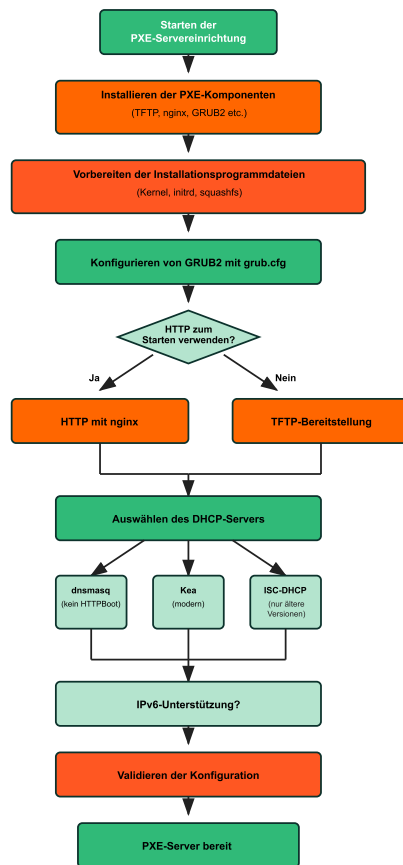 Starten der
PXE-Servereinrichtung
Installieren der PXE-Komponenten
(TFTP, nginx, GRUB2 etc.)
Vorbereiten der Installationsprogrammdateien
(Kernel, initrd, squashfs)
Konfigurieren von GRUB2 mit grub.cfg
HTTP zum
Starten verwenden?
Ja
Nein
HTTP mit nginx
TFTP-Bereitstellung
Auswählen des DHCP-Servers
dnsmasq
(kein HTTPBoot)
Kea
(modern)
ISC-DHCP
(nur ältere
Versionen)
IPv6-Unterstützung?
Validieren der Konfiguration
PXE-Server bereit